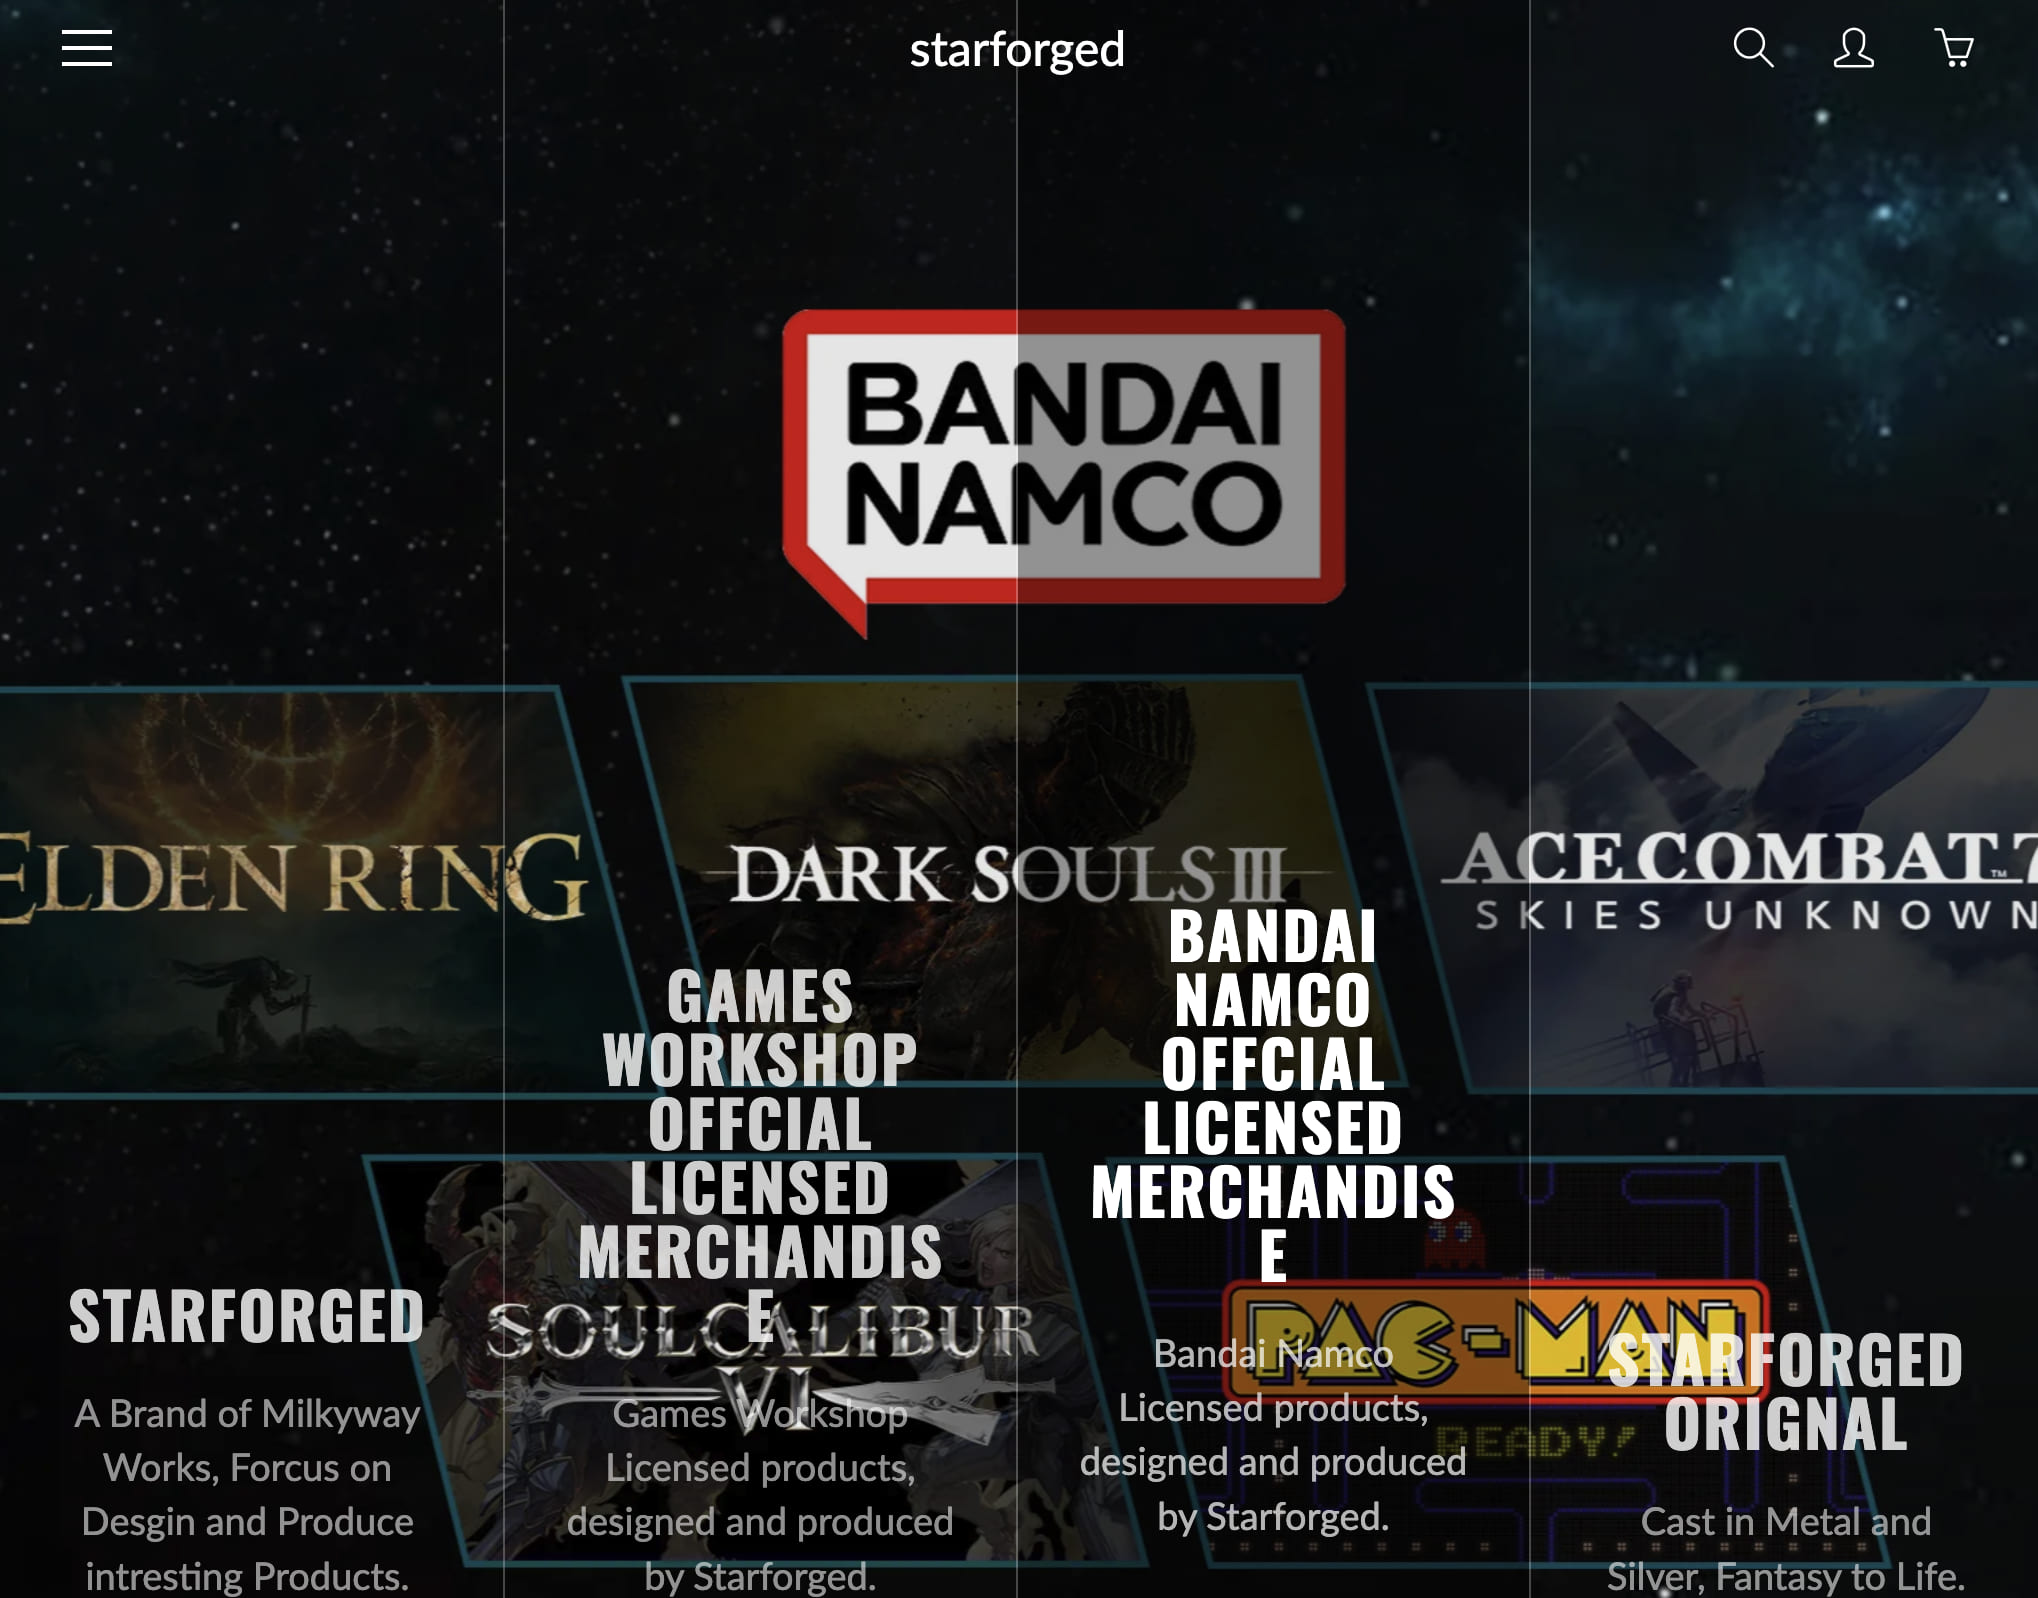 starforged
BANDAI
NAMCO
ELDEN RING
DARK SOULS III
ACE COMBAT 7
SKIES UNKNOWN
SOULCALIBUR
VI
PAC-MAN
READY!
STARFORGED
A Brand of Milkyway
Works, Forcus on
Desgin and Produce
intresting Products.
GAMES
WORKSHOP
OFFCIAL
LICENSED
MERCHANDIS
E
Games Workshop
Licensed products,
designed and produced
by Starforged.
BANDAI
NAMCO
OFFCIAL
LICENSED
MERCHANDIS
E
Bandai Namco
Licensed products,
designed and produced
by Starforged.
STARFORGED
ORIGNAL
Cast in Metal and
Silver, Fantasy to Life.